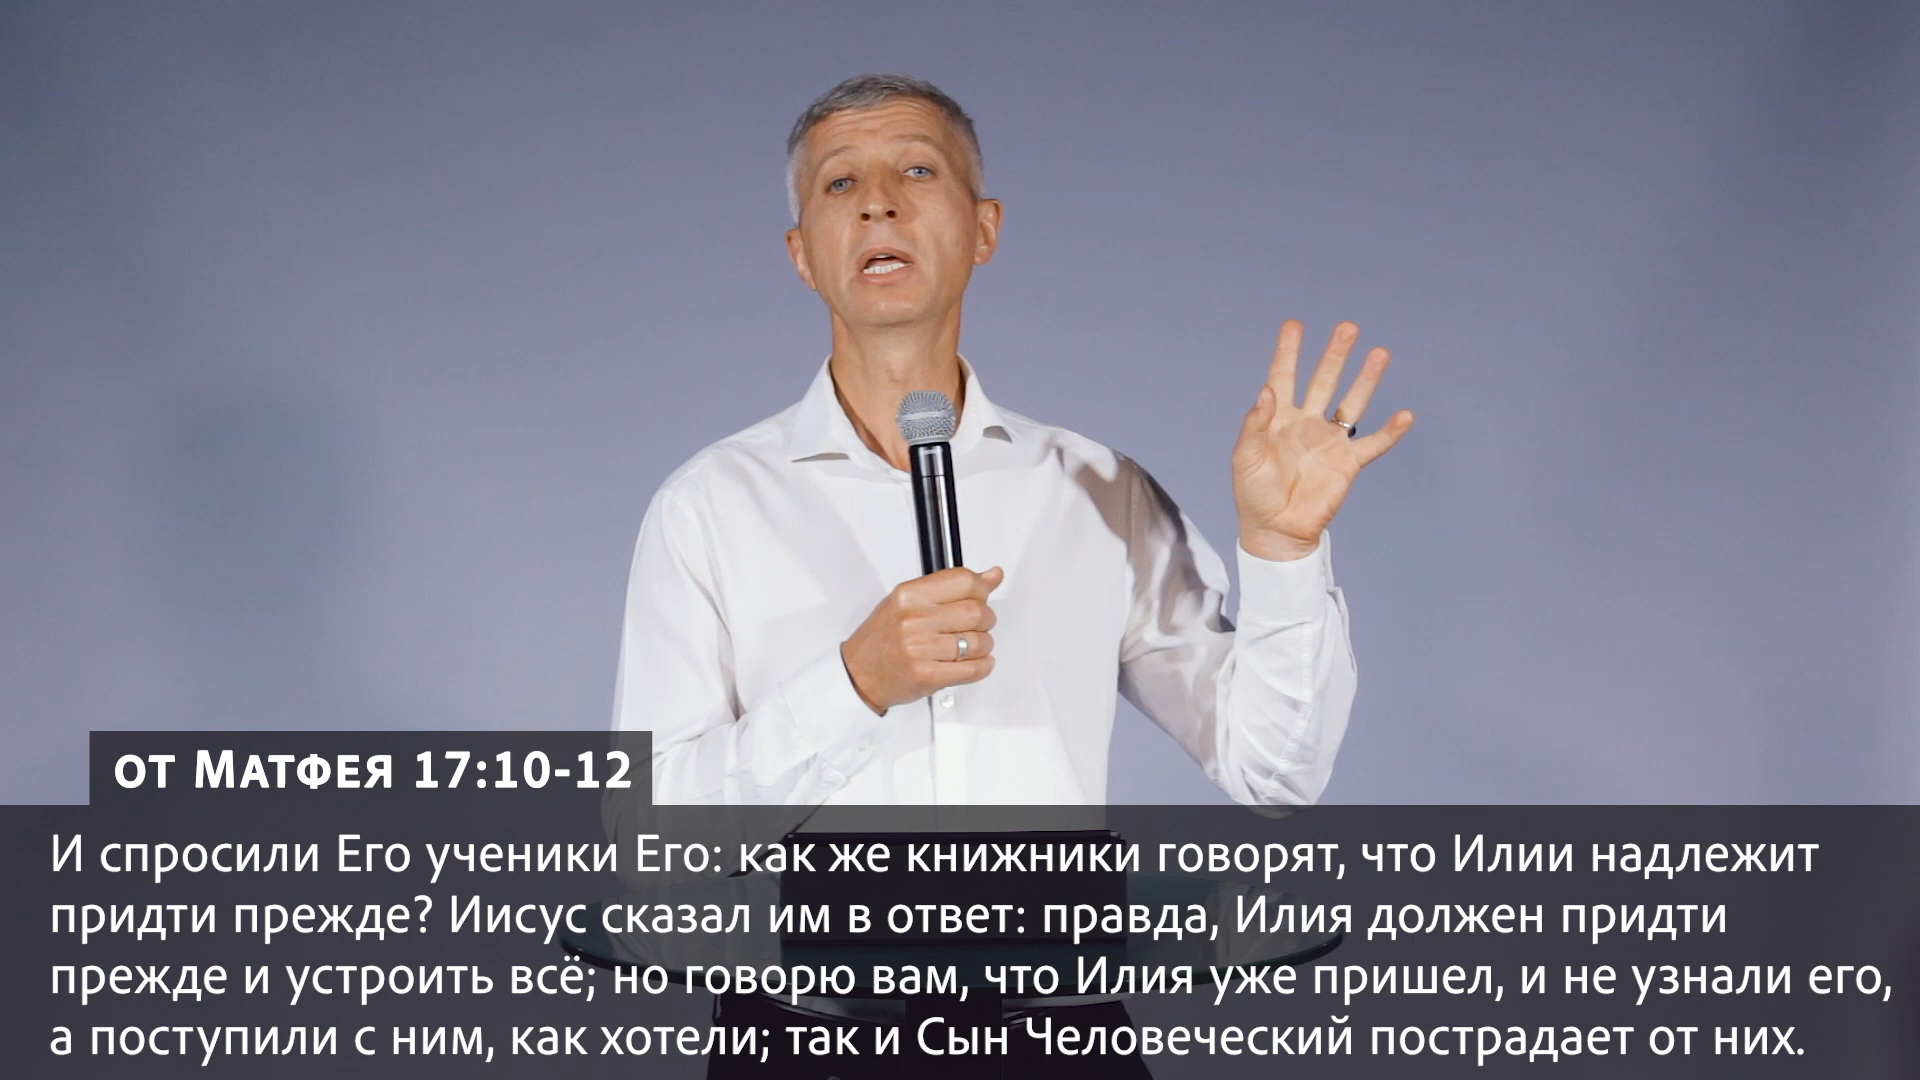 от Матфея 17:10-12
И спросили Его ученики Его: как же книжники говорят, что Илии надлежит
придти прежде? Иисус сказал им в ответ: правда, Илия должен придти
прежде и устроить всё; но говорю вам, что Илия уже пришел, и не узнали его,
а поступили с ним, как хотели; так и Сын Человеческий пострадает от них.